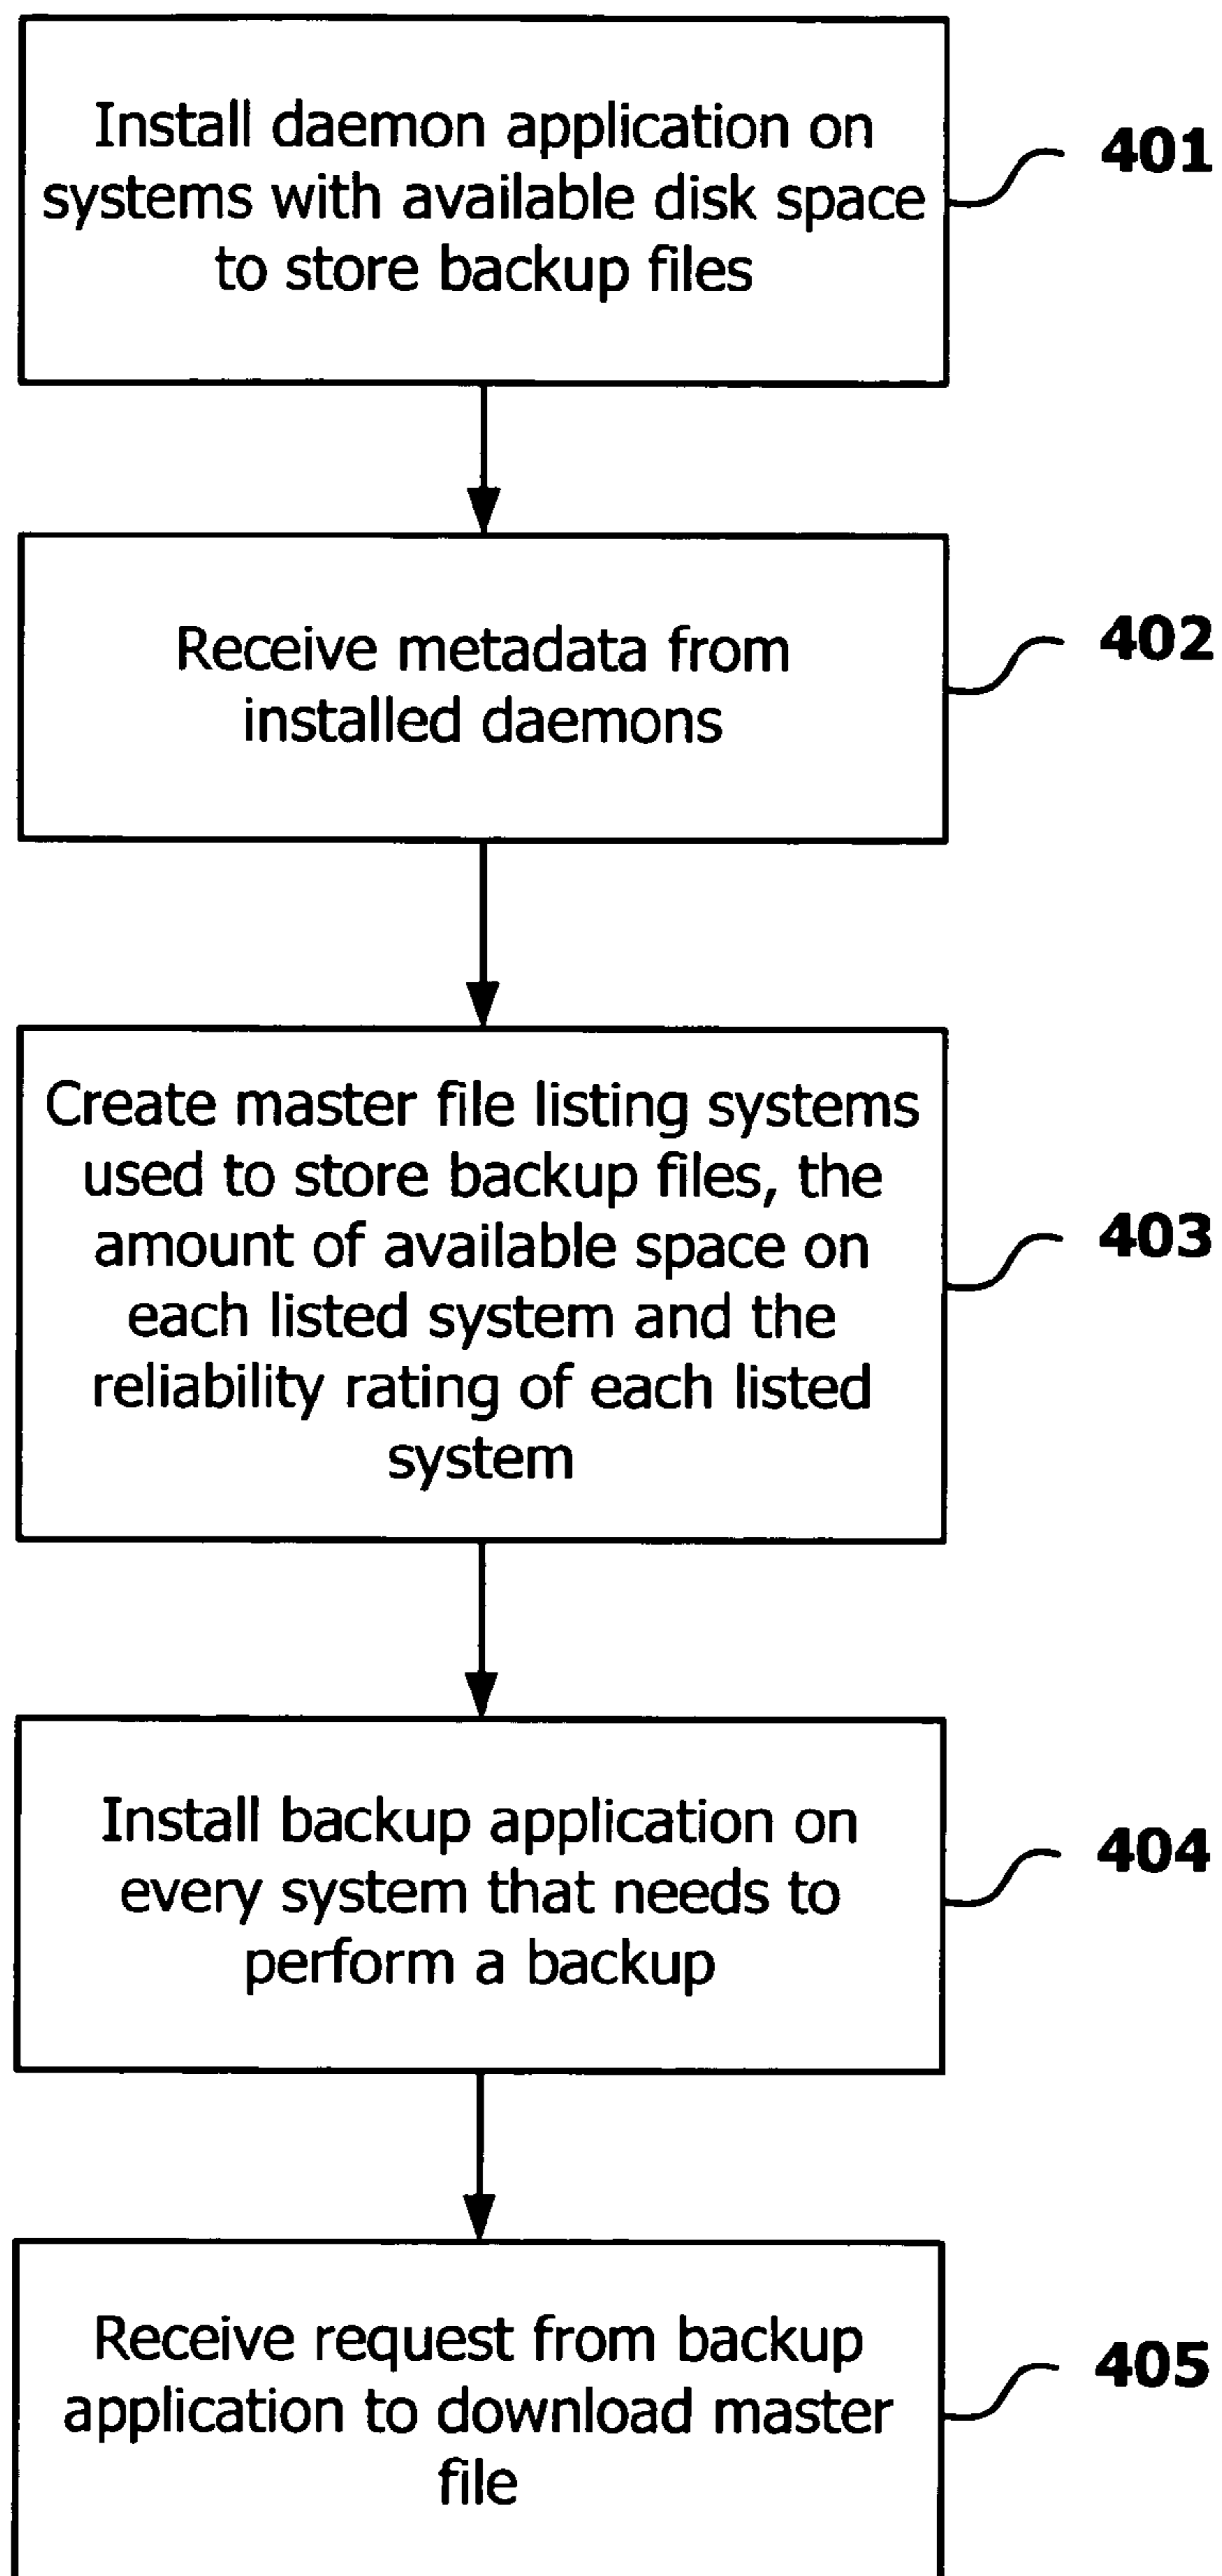 Install daemon application on
systems with available disk space
to store backup files
401
Receive metadata from
installed daemons
402
Create master file listing systems
used to store backup files, the
amount of available space on
each listed system and the
reliability rating of each listed
system
403
Install backup application on
every system that needs to
perform a backup
404
Receive request from backup
application to download master
file
405